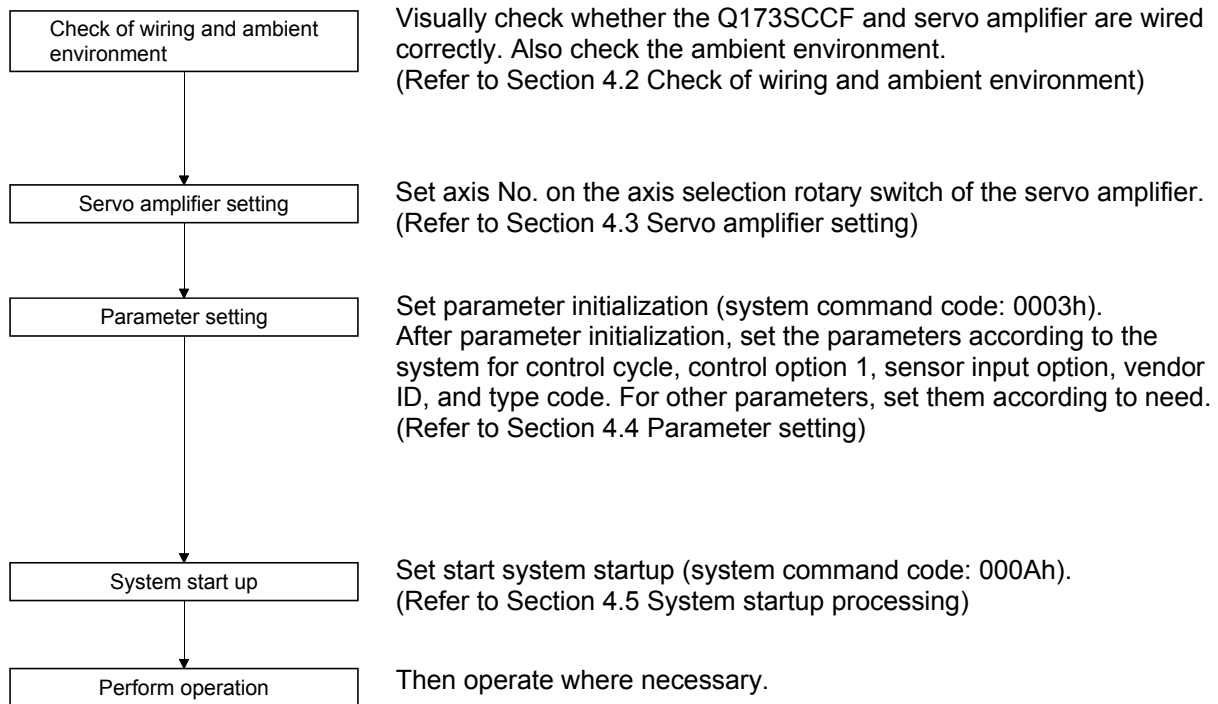 Check of wiring and ambient
environment
Visually check whether the Q173SCCF and servo amplifier are wired
correctly. Also check the ambient environment.
(Refer to Section 4.2 Check of wiring and ambient environment)
Servo amplifier setting
Set axis No. on the axis selection rotary switch of the servo amplifier.
(Refer to Section 4.3 Servo amplifier setting)
Parameter setting
Set parameter initialization (system command code: 0003h).
After parameter initialization, set the parameters according to the
system for control cycle, control option 1, sensor input option, vendor
ID, and type code. For other parameters, set them according to need.
(Refer to Section 4.4 Parameter setting)
System start up
Set start system startup (system command code: 000Ah).
(Refer to Section 4.5 System startup processing)
Perform operation
Then operate where necessary.